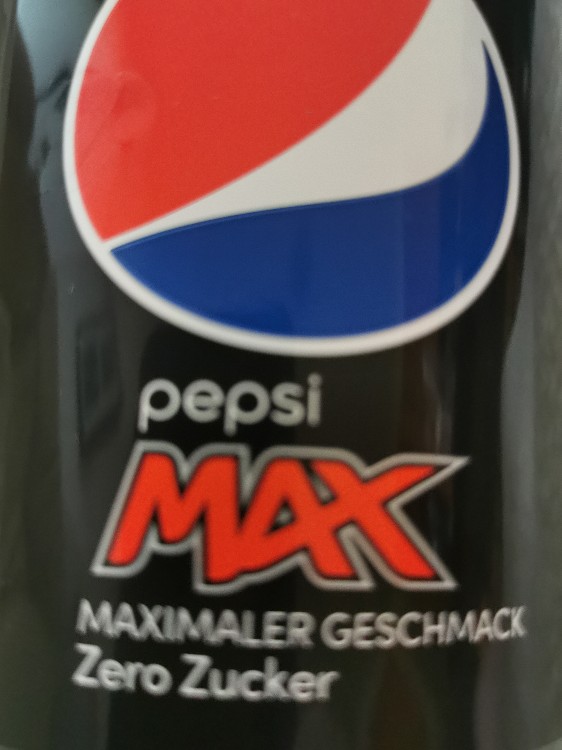 pepsi
MAX
MAXIMALER GESCHMACK
Zero Zucker